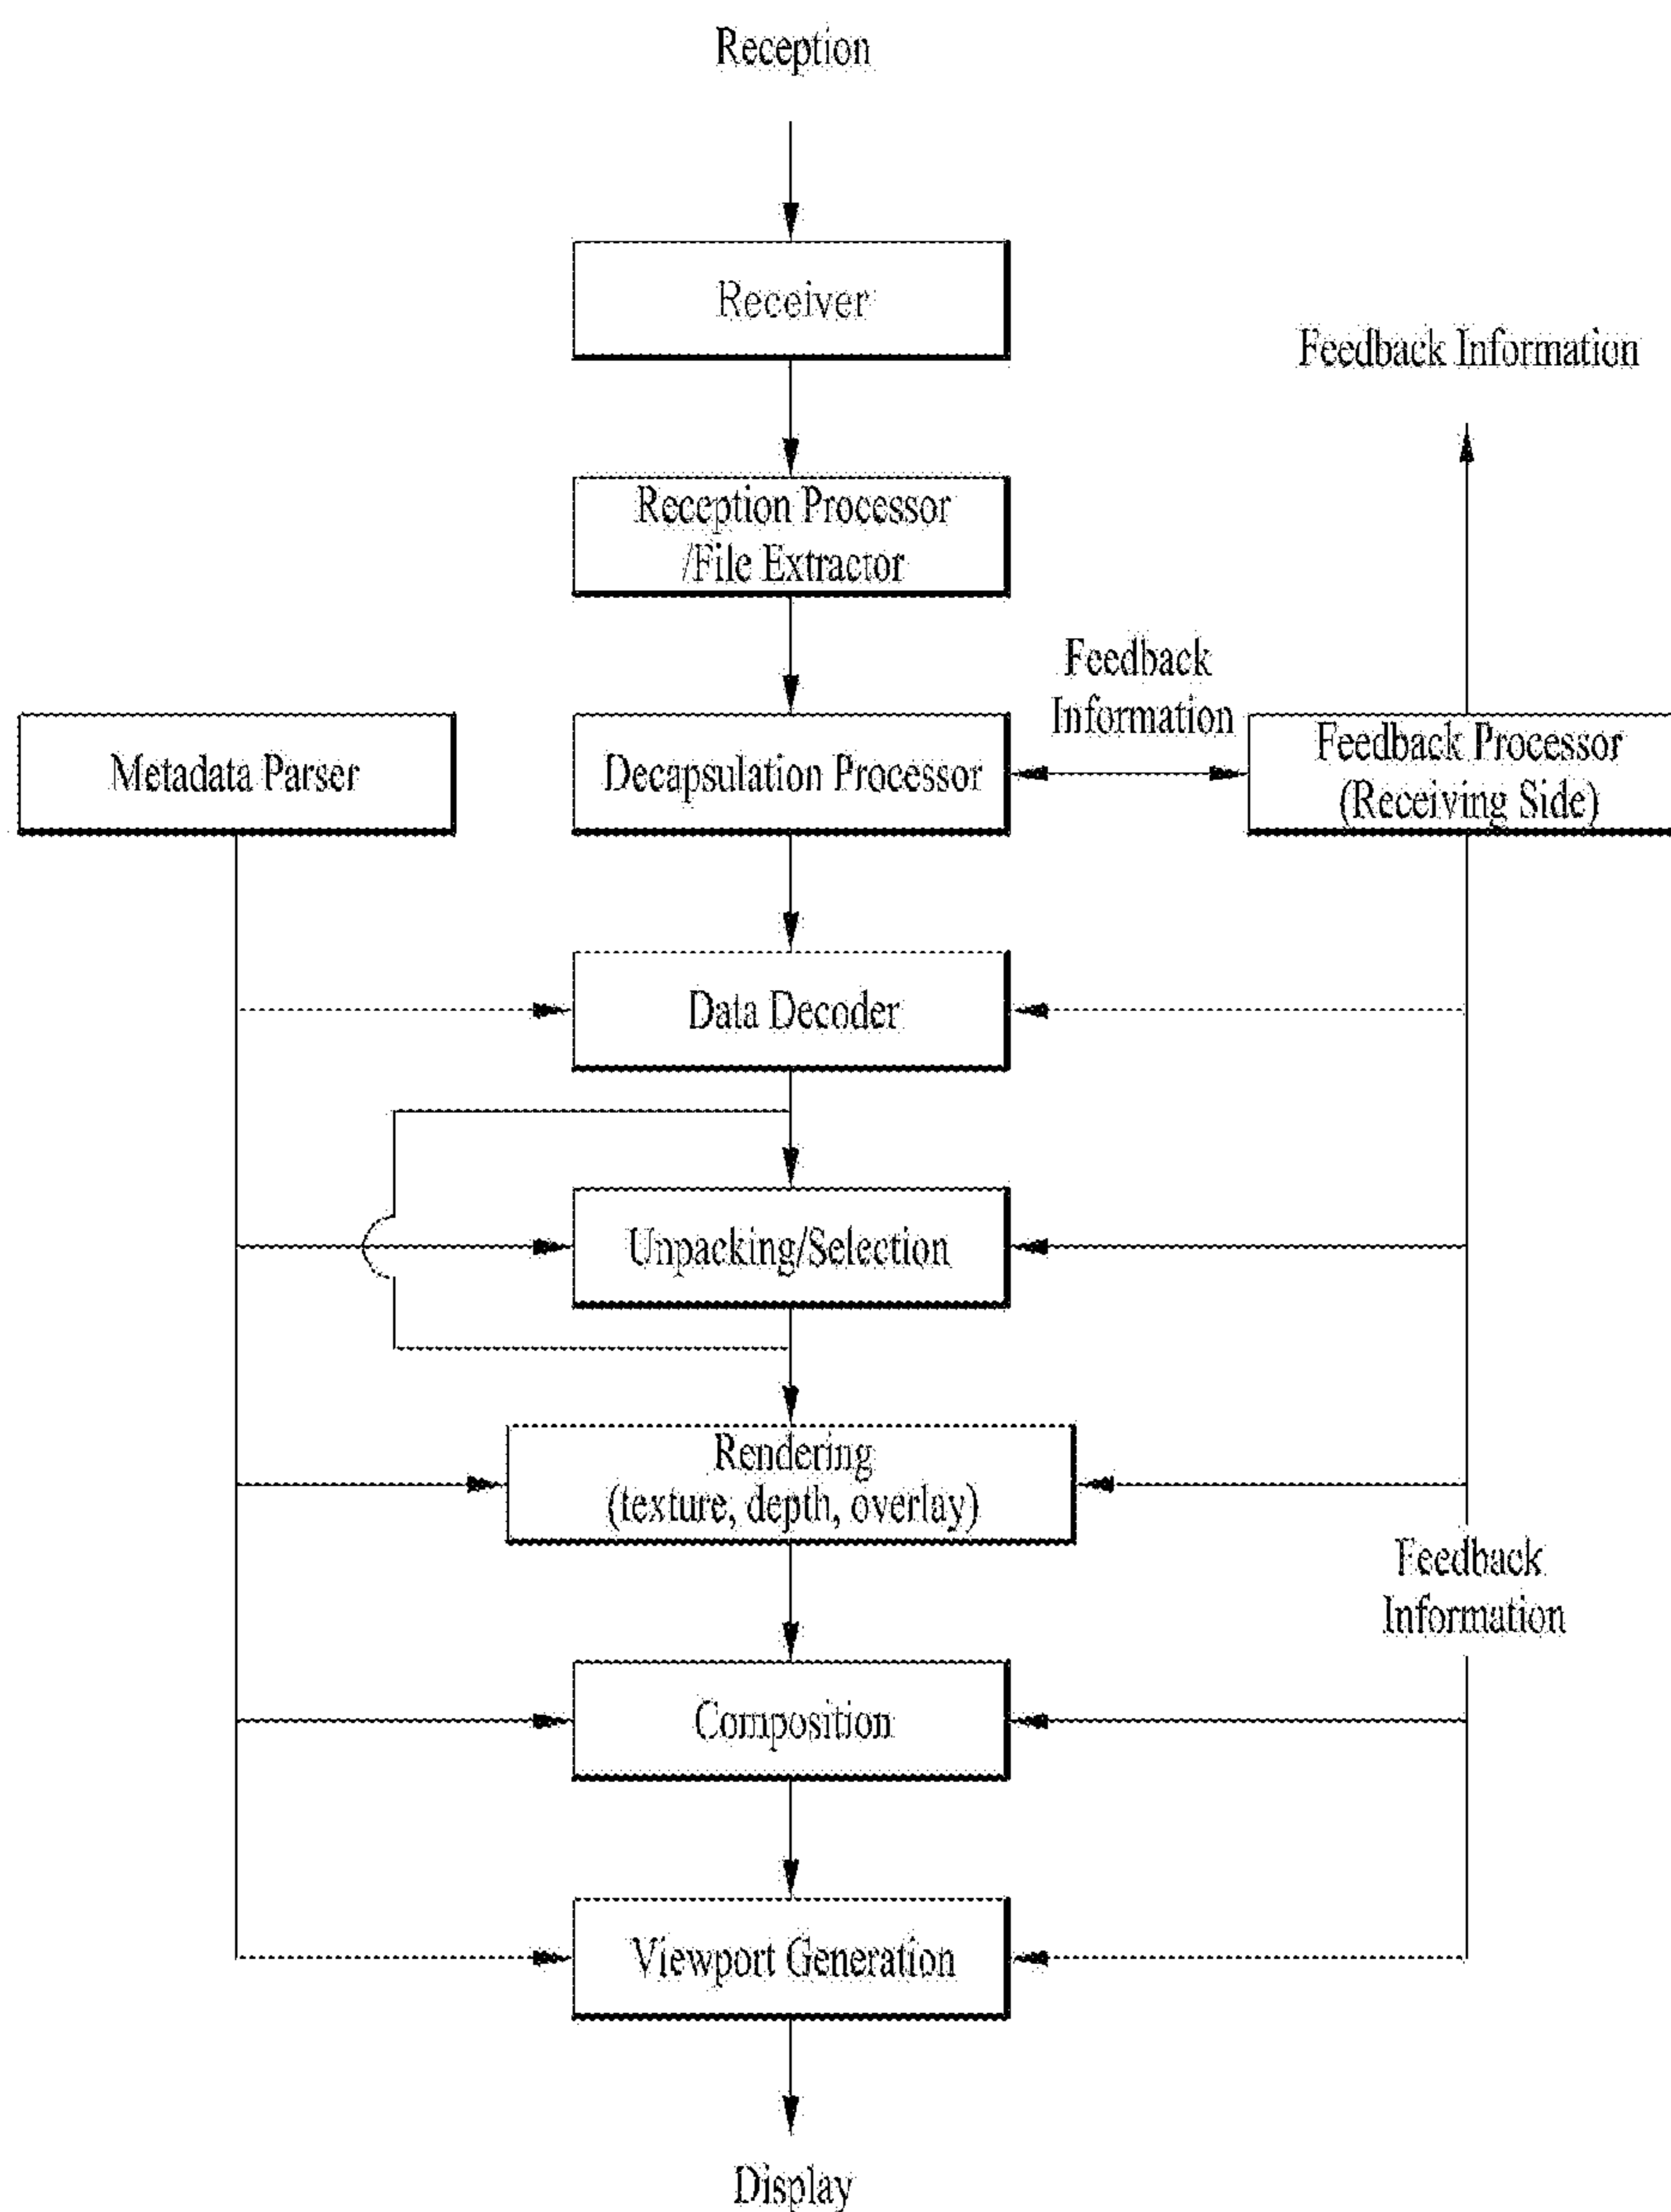 Reception
Receiver
Feedback Information
Reception Processor
/File Extractor
Feedback
Information
Metadata Parser
Decapsulation Processor
Feedback Processor
(Receiving Side)
Data Decoder
Unpacking/Selection
Rendering
(texture, depth, overlay)
Feedback
Information
Composition
Viewport Generation
Display